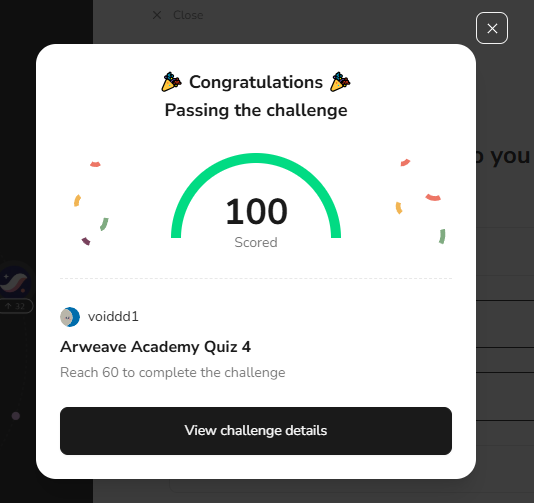 Close
Congratulations
Passing the challenge
o you
100
Scored
32
voiddd1
Arweave Academy Quiz 4
Reach 60 to complete the challenge
View challenge details